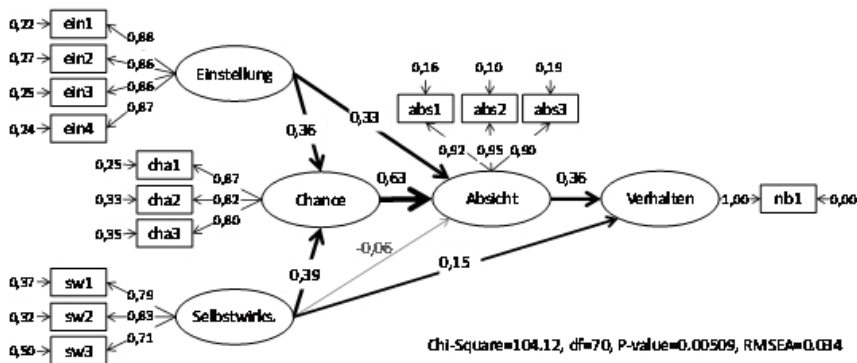 0,22 ein1 0,88
0,27 ein2 0,86
0,25 ein3 0,86
0,24 ein4 0,87
Einstellung
0,16 0,10 0,19
abs1 abs2 abs3
0,92 0,95 0,90
0,36 0,33
0,25 cha1 0,87
0,33 cha2 0,82
0,35 cha3 0,80
Chance 0,63 Absicht 0,36 Verhalten 1,00 nb1 0,00
-0,06
0,39 0,15
0,37 sw1 0,79
0,32 sw2 0,83
0,50 sw3 0,71
Selbstwirks.
Chi-Square=104.12, df=70, P-value=0.00509, RMSEA=0.034